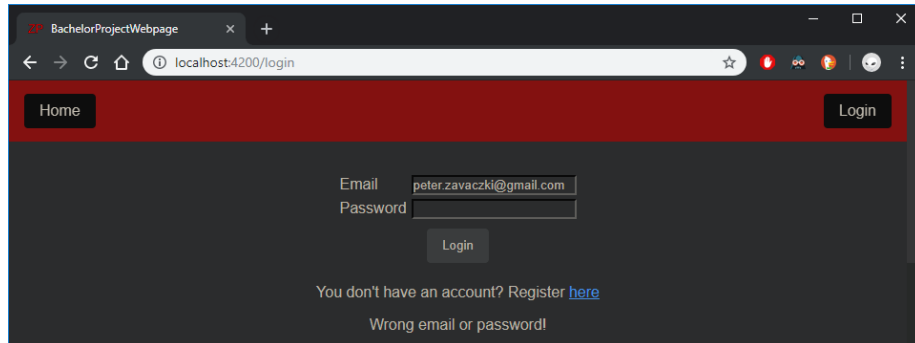 ZP BachelorProjectWebpage
localhost:4200/login
Home Login
Email peter.zavaczki@gmail.com
Password
Login
You don't have an account? Register here
Wrong email or password!